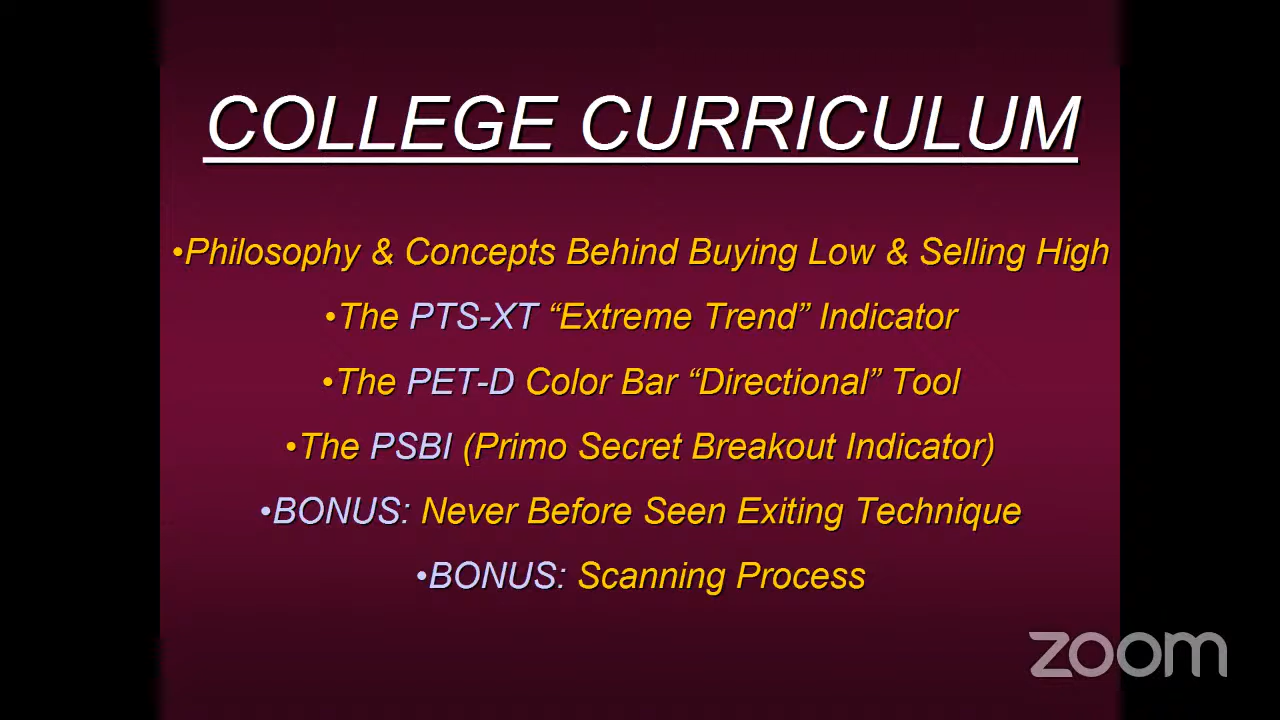 COLLEGE CURRICULUM
•Philosophy & Concepts Behind Buying Low & Selling High
•The PTS-XT “Extreme Trend” Indicator
•The PET-D Color Bar “Directional” Tool
•The PSBI (Primo Secret Breakout Indicator)
•BONUS: Never Before Seen Exiting Technique
•BONUS: Scanning Process
zoom